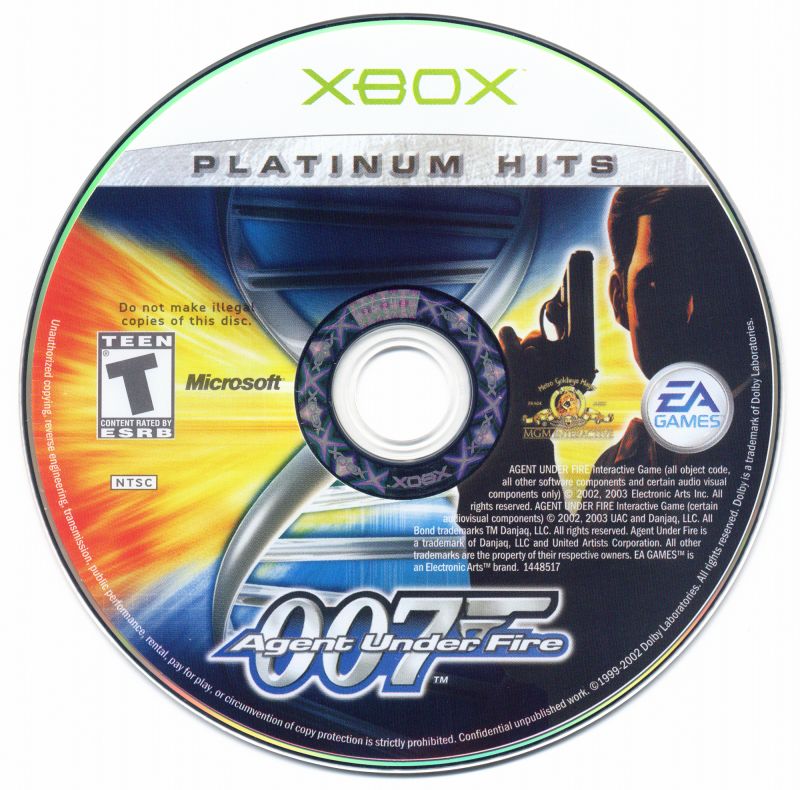 XBOX
PLATINUM HITS
Do not make illegal
copies of this disc.
TEEN
T
CONTENT RATED BY
ESRB
Microsoft®
NTSC
XBOX
Metro Goldwyn Mayer
MGM INTERACTIVE
EA
GAMES™
AGENT UNDER FIRE Interactive Game (all object code,
all other software components and certain audio visual
components only) © 2002, 2003 Electronic Arts Inc. All
rights reserved. AGENT UNDER FIRE Interactive Game (certain
audiovisual components) © 2002, 2003 UAC and Danjaq, LLC. All
Bond trademarks TM Danjaq, LLC. All rights reserved. Agent Under Fire is
a trademark of Danjaq, LLC and United Artists Corporation. All other
trademarks are the property of their respective owners. EA GAMES™ is
an Electronic Arts™ brand. 1448517
007
Agent Under Fire
TM
Unauthorized copying, reverse engineering, transmission, public performance, rental, pay for play, or circumvention of copy protection is strictly prohibited. Confidential unpublished work. ©1999-2002 Dolby Laboratories. All rights reserved. Dolby is a trademark of Dolby Laboratories.